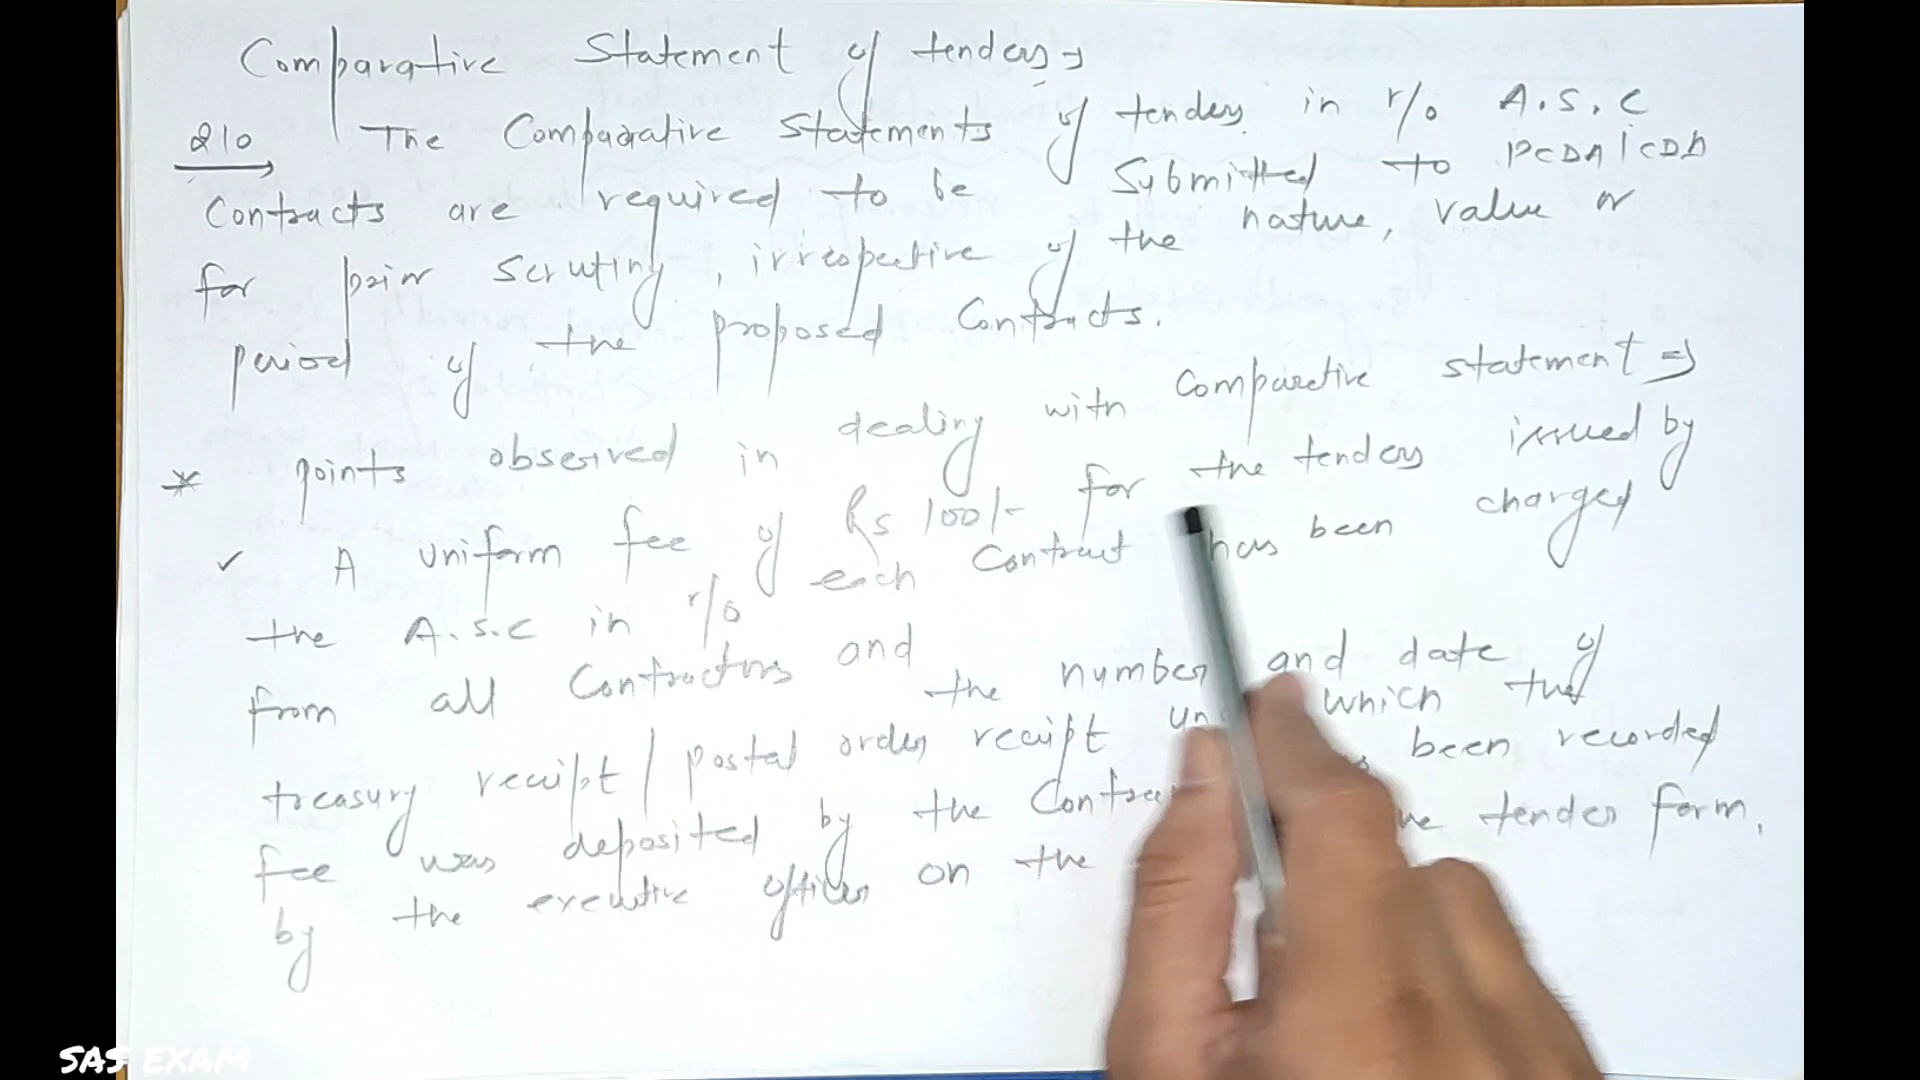 Comparative Statement of tenders →
210 The Comparative Statements of tenders in r/o A.S.C
Contracts are required to be Submitted to PCDA/CDA
for prior scrutiny, irrespective of the nature, value or
period of the proposed Contracts.
* points observed in dealing with Comparative statement ⇒
✓ A uniform fee of Rs 100/- for the tenders issued by
the A.S.C in r/o each Contract has been charged
from all Contractors and the number and date of
treasury receipt / postal order receipt which the
fee was deposited by the been recorded
by the executive officer on the tender form.
SAS EXAM